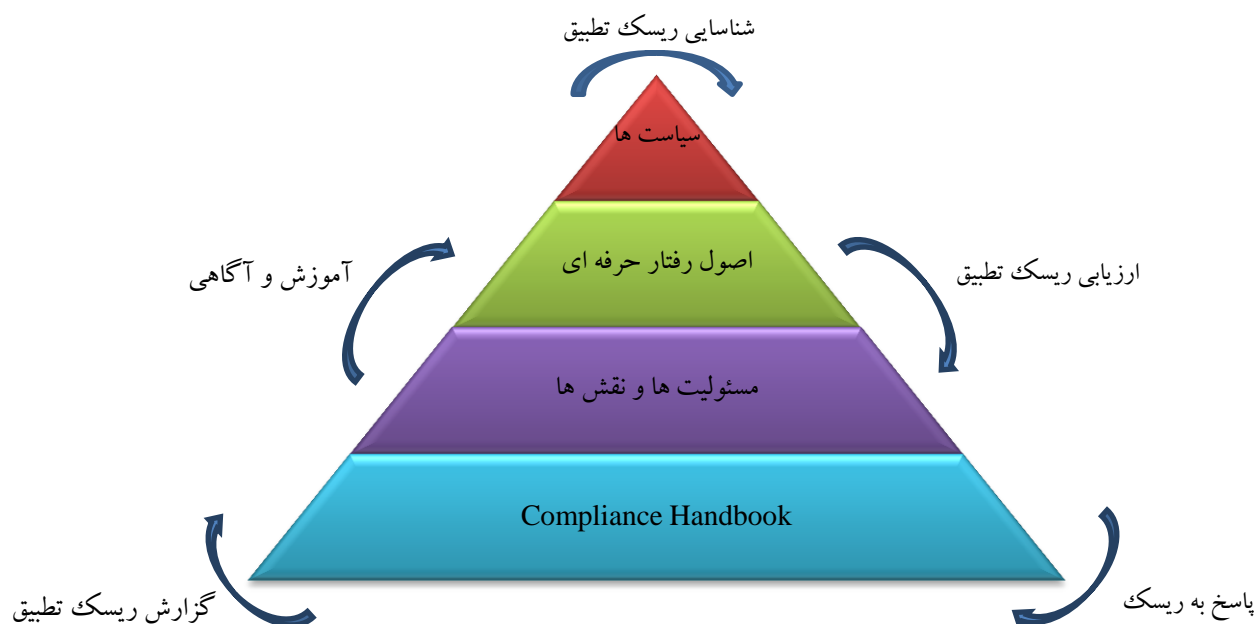 شناسایی ریسک تطبیق
سیاست ها
اصول رفتار حرفه ای
آموزش و آگاهی
ارزیابی ریسک تطبیق
مسئولیت ها و نقش ها
Compliance Handbook
پاسخ به ریسک
گزارش ریسک تطبیق